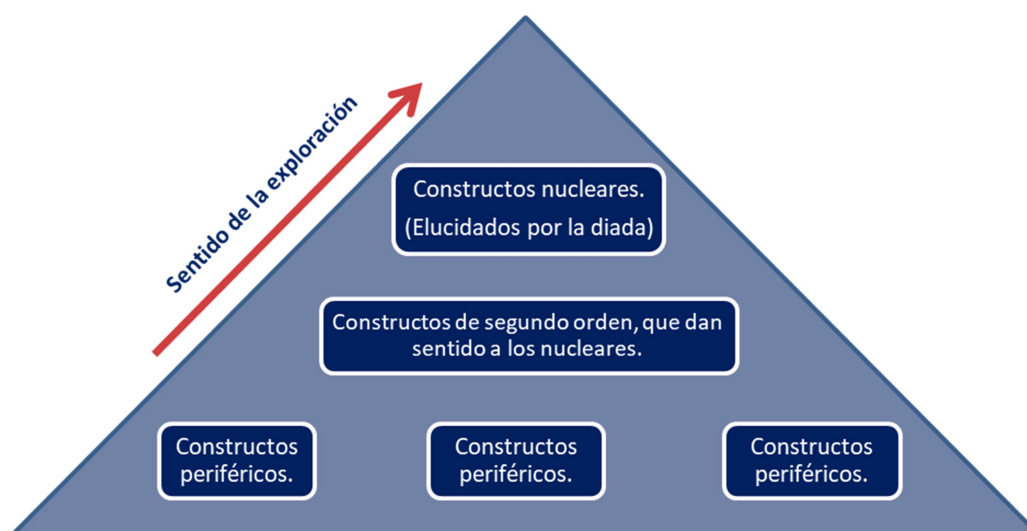 Sentido de la exploración
Constructos nucleares.
(Elucidados por la diada)
Constructos de segundo orden, que dan
sentido a los nucleares.
Constructos
periféricos.
Constructos
periféricos.
Constructos
periféricos.